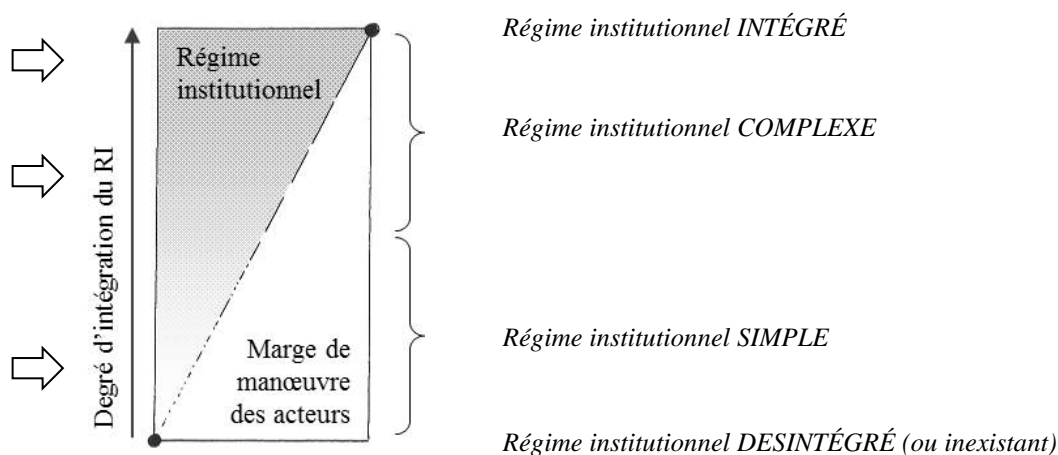 Régime institutionnel INTÉGRÉ
Régime
institutionnel
Régime institutionnel COMPLEXE
Degré d'intégration du RI
Régime institutionnel SIMPLE
Marge de
manœuvre
des acteurs
Régime institutionnel DESINTÉGRÉ (ou inexistant)